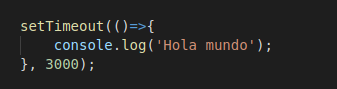 setTimeout(()=>{
    console.log('Hola mundo');
}, 3000);